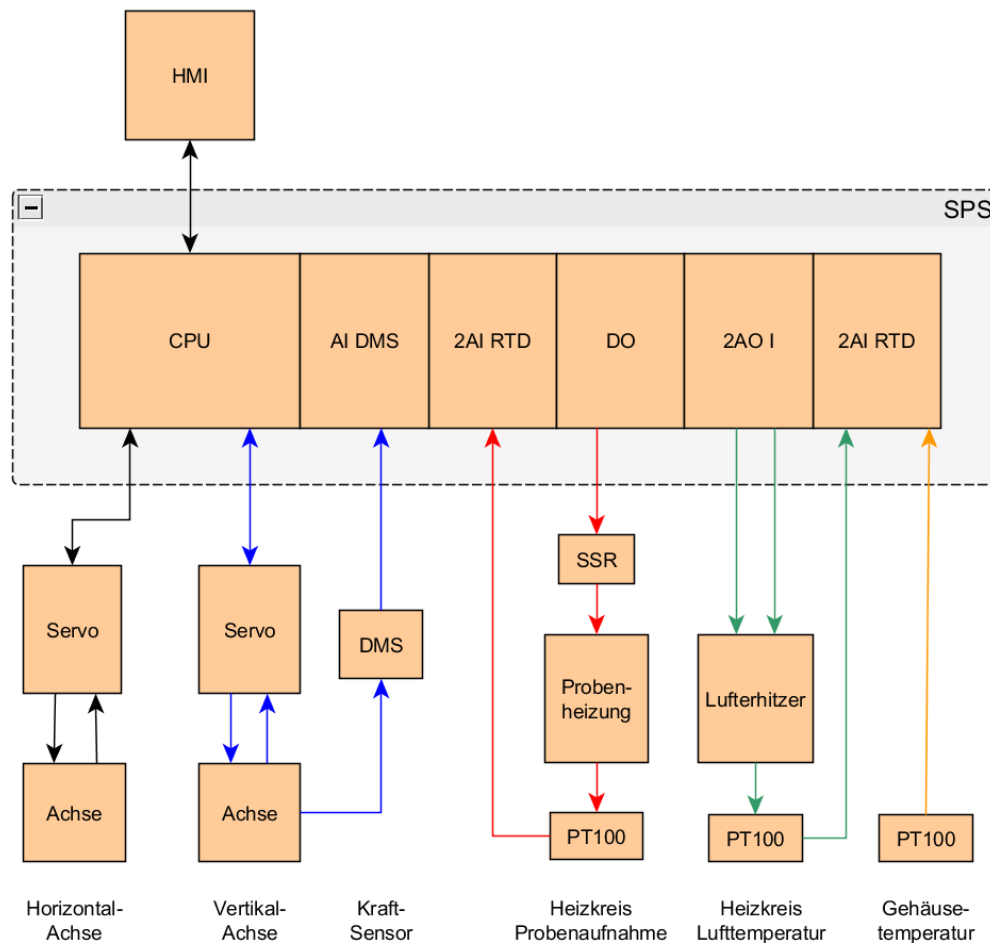 HMI
SPS
CPU
AI DMS
2AI RTD
DO
2AO I
2AI RTD
SSR
Servo
Servo
DMS
Proben-
heizung
Lufterhitzer
Achse
Achse
PT100
PT100
PT100
Horizontal-
Achse
Vertikal-
Achse
Kraft-
Sensor
Heizkreis
Probenaufnahme
Heizkreis
Lufttemperatur
Gehäuse-
temperatur